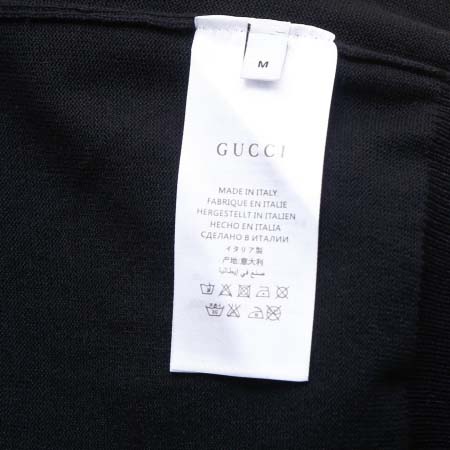 M
GUCCI
MADE IN ITALY
FABRIQUE EN ITALIE
HERGESTELLT IN ITALIEN
HECHO EN ITALIA
СДЕЛАНО В ИТАЛИИ
イタリア製
产地:意大利
صنع في إيطاليا